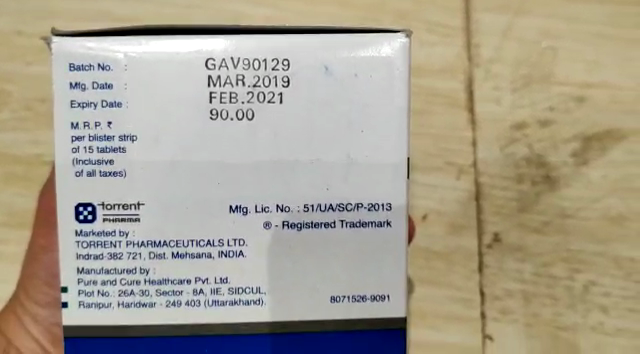 Batch No. : GAV90129
Mfg. Date : MAR.2019
Expiry Date : FEB.2021
M.R.P. ₹ 90.00
per blister strip
of 15 tablets
(Inclusive
of all taxes)
torrent
PHARMA
Mfg. Lic. No. : 51/UA/SC/P-2013
® - Registered Trademark
Marketed by :
TORRENT PHARMACEUTICALS LTD.
Indrad-382 721, Dist. Mehsana, INDIA.
Manufactured by :
Pure and Cure Healthcare Pvt. Ltd.
Plot No.: 26A-30, Sector - 8A, IIE, SIDCUL,
Ranipur, Haridwar - 249 403 (Uttarakhand).
8071526-9091